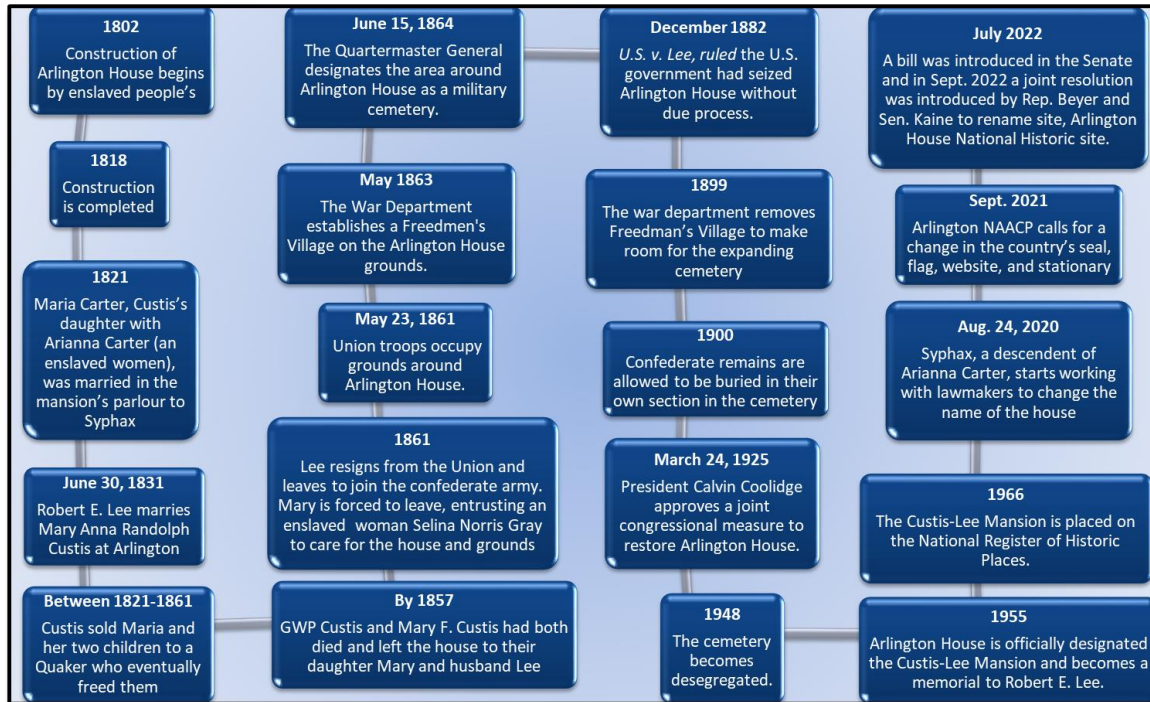 1802
Construction of
Arlington House begins
by enslaved people's
1818
Construction
is completed
1821
Maria Carter, Custis's
daughter with
Arianna Carter (an
enslaved women),
was married in the
mansion's parlour to
Syphax
June 30, 1831
Robert E. Lee marries
Mary Anna Randolph
Custis at Arlington
Between 1821-1861
Custis sold Maria and
her two children to a
Quaker who eventually
freed them
By 1857
GWP Custis and Mary F. Custis had both
died and left the house to their
daughter Mary and husband Lee
1861
Lee resigns from the Union and
leaves to join the confederate army.
Mary is forced to leave, entrusting an
enslaved woman Selina Norris Gray
to care for the house and grounds
May 23, 1861
Union troops occupy
grounds around
Arlington House.
May 1863
The War Department
establishes a Freedmen's
Village on the Arlington House
grounds.
June 15, 1864
The Quartermaster General
designates the area around
Arlington House as a military
cemetery.
December 1882
U.S. v. Lee, ruled the U.S.
government had seized
Arlington House without
due process.
1899
The war department removes
Freedman's Village to make
room for the expanding
cemetery
1900
Confederate remains are
allowed to be buried in their
own section in the cemetery
March 24, 1925
President Calvin Coolidge
approves a joint
congressional measure to
restore Arlington House.
1948
The cemetery
becomes
desegregated.
1955
Arlington House is officially designated
the Custis-Lee Mansion and becomes a
memorial to Robert E. Lee.
1966
The Custis-Lee Mansion is placed on
the National Register of Historic
Places.
Aug. 24, 2020
Syphax, a descendent of
Arianna Carter, starts working
with lawmakers to change the
name of the house
Sept. 2021
Arlington NAACP calls for a
change in the country's seal,
flag, website, and stationary
July 2022
A bill was introduced in the Senate
and in Sept. 2022 a joint resolution
was introduced by Rep. Beyer and
Sen. Kaine to rename site, Arlington
House National Historic site.